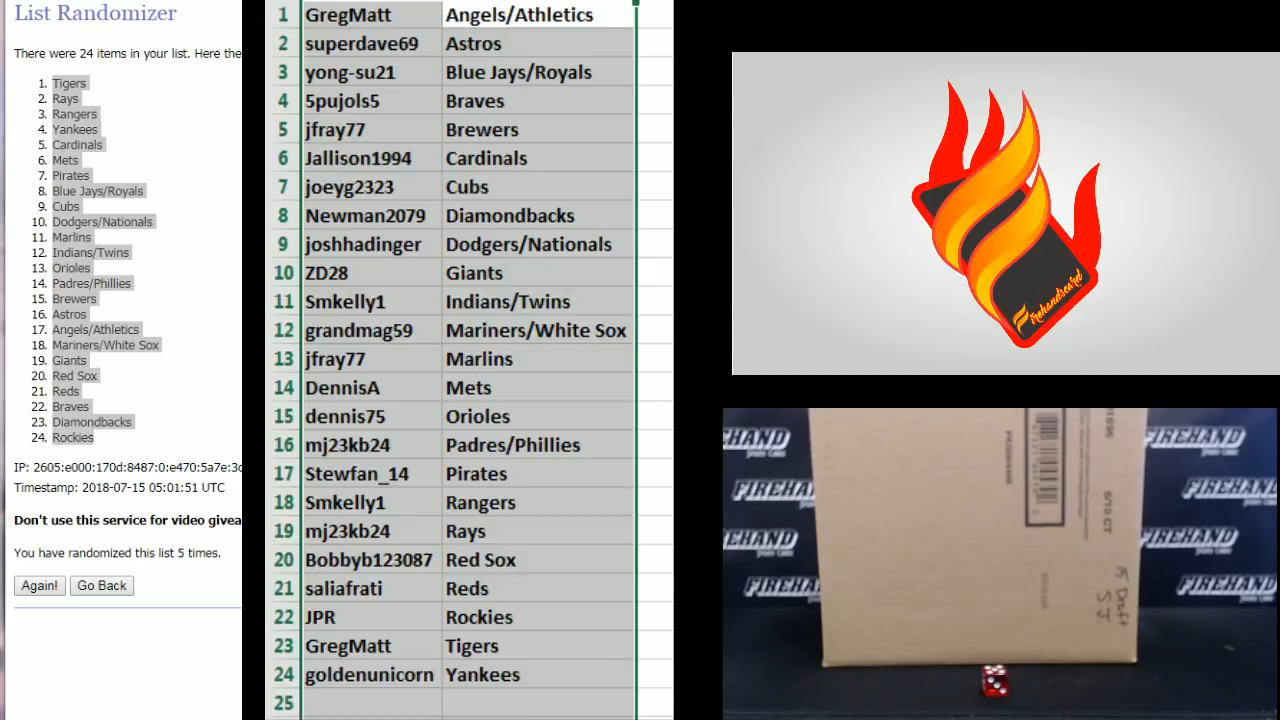 List Randomizer
There were 24 items in your list. Here the
1. Tigers
2. Rays
3. Rangers
4. Yankees
5. Cardinals
6. Mets
7. Pirates
8. Blue Jays/Royals
9. Cubs
10. Dodgers/Nationals
11. Marlins
12. Indians/Twins
13. Orioles
14. Padres/Phillies
15. Brewers
16. Astros
17. Angels/Athletics
18. Mariners/White Sox
19. Giants
20. Red Sox
21. Reds
22. Braves
23. Diamondbacks
24. Rockies
IP: 2605:e000:170d:8487:0:e470:5a7e:3
Timestamp: 2018-07-15 05:01:51 UTC
Don't use this service for video givea
You have randomized this list 5 times.
Again! Go Back
1 GregMatt Angels/Athletics
2 superdave69 Astros
3 yong-su21 Blue Jays/Royals
4 5pujols5 Braves
5 jfray77 Brewers
6 Jallison1994 Cardinals
7 joeyg2323 Cubs
8 Newman2079 Diamondbacks
9 joshhadinger Dodgers/Nationals
10 ZD28 Giants
11 Smkelly1 Indians/Twins
12 grandmag59 Mariners/White Sox
13 jfray77 Marlins
14 DennisA Mets
15 dennis75 Orioles
16 mj23kb24 Padres/Phillies
17 Stewfan_14 Pirates
18 Smkelly1 Rangers
19 mj23kb24 Rays
20 Bobbyb123087 Red Sox
21 saliafrati Reds
22 JPR Rockies
23 GregMatt Tigers
24 goldenunicorn Yankees
25
Firehandscard
FIREHAND
FIREHAND
FIREHAND
FIREHAND
FIREHAND
FIREHAND
FIREHAND
FIREHAND
6/10 CT
15 Draft
S J